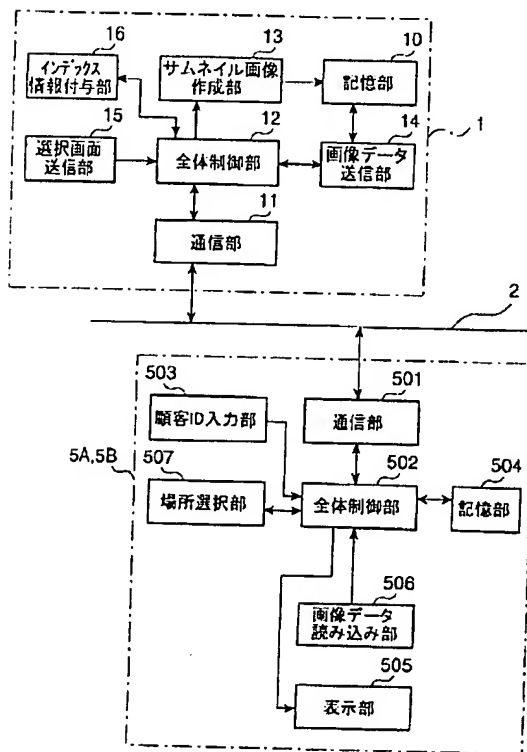 16
インデックス
情報付与部
13
サムネイル画像
作成部
10
記憶部
15
選択画面
送信部
12
全体制御部
14
画像データ
送信部
1
11
通信部
2
503
顧客ID入力部
501
通信部
5A,5B
507
場所選択部
502
全体制御部
504
記憶部
506
画像データ
読み込み部
505
表示部